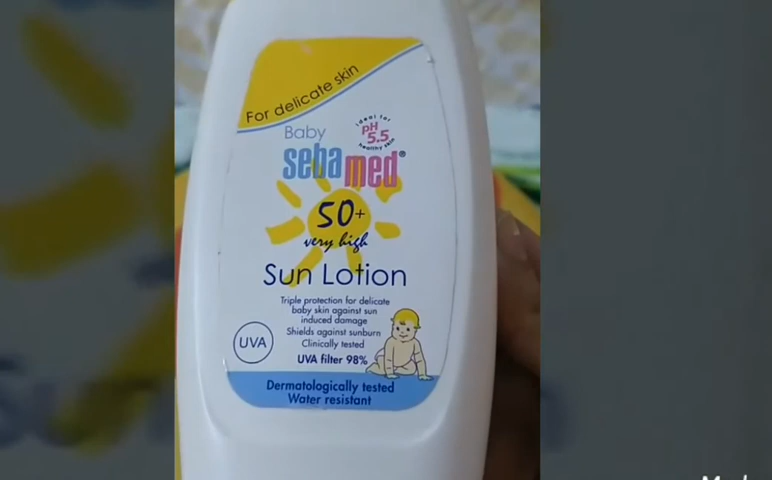 For delicate skin
Baby
ideal for
pH
5.5
healthy skin
sebamed®
50+
very high
Sun Lotion
Triple protection for delicate
baby skin against sun
induced damage
Shields against sunburn
Clinically tested
UVA
UVA filter 98%
Dermatologically tested
Water resistant